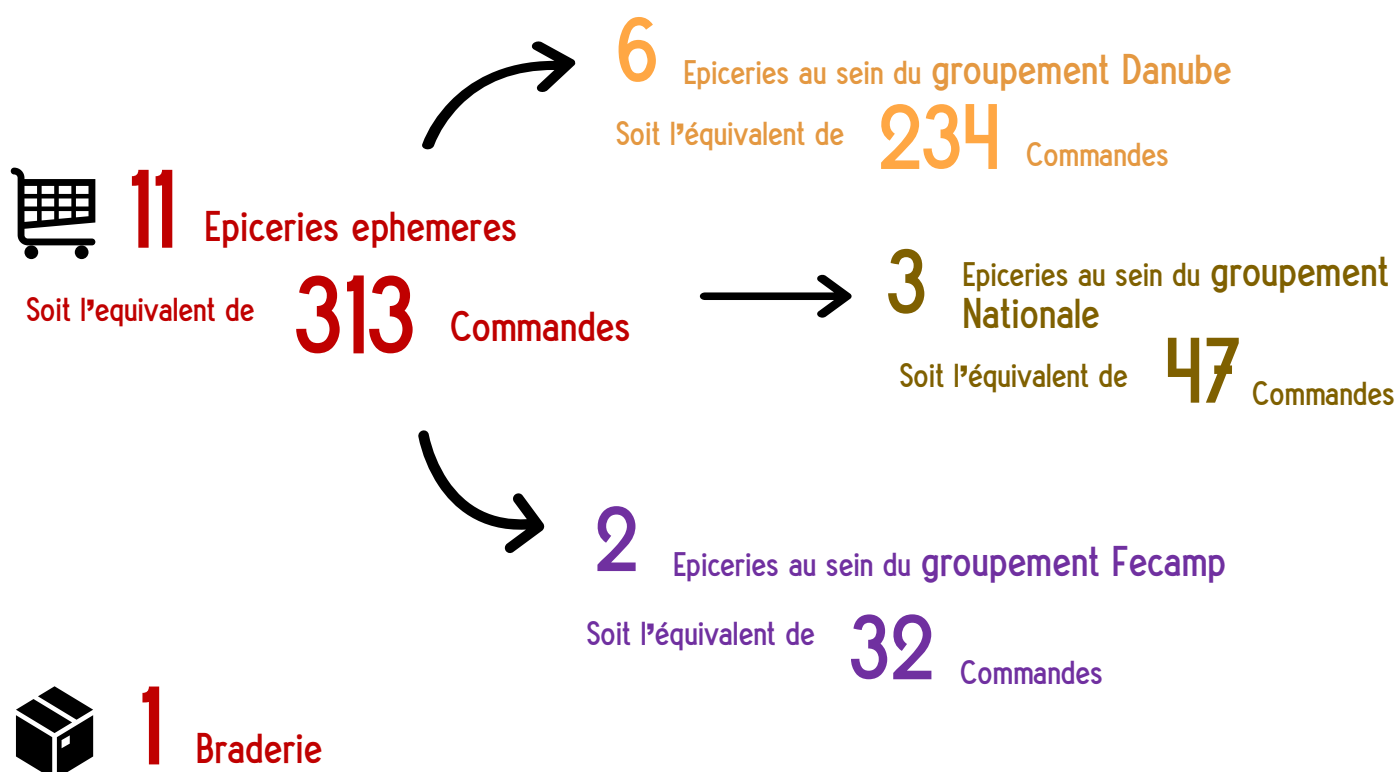 11 Epiceries ephemeres
Soit l'equivalent de 313 Commandes
6 Epiceries au sein du groupement Danube
Soit l'équivalent de 234 Commandes
3 Epiceries au sein du groupement
Nationale
Soit l'équivalent de 47 Commandes
2 Epiceries au sein du groupement Fecamp
Soit l'équivalent de 32 Commandes
1 Braderie